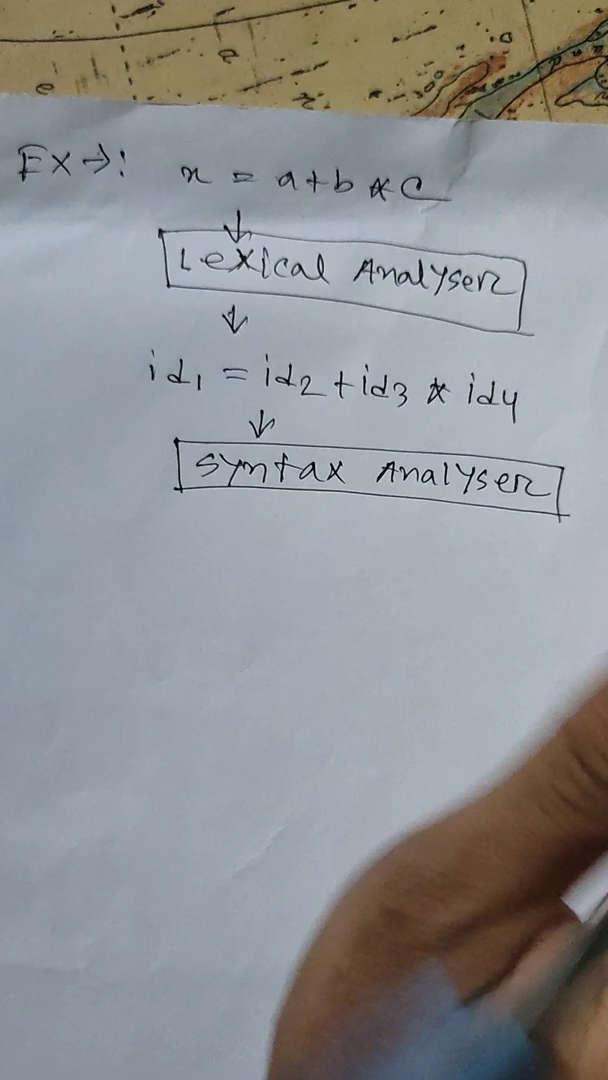 EX→: x = a+b*c
↓
Lexical Analyser
↓
id₁ = id₂ + id₃ * id₄
↓
Syntax Analyser